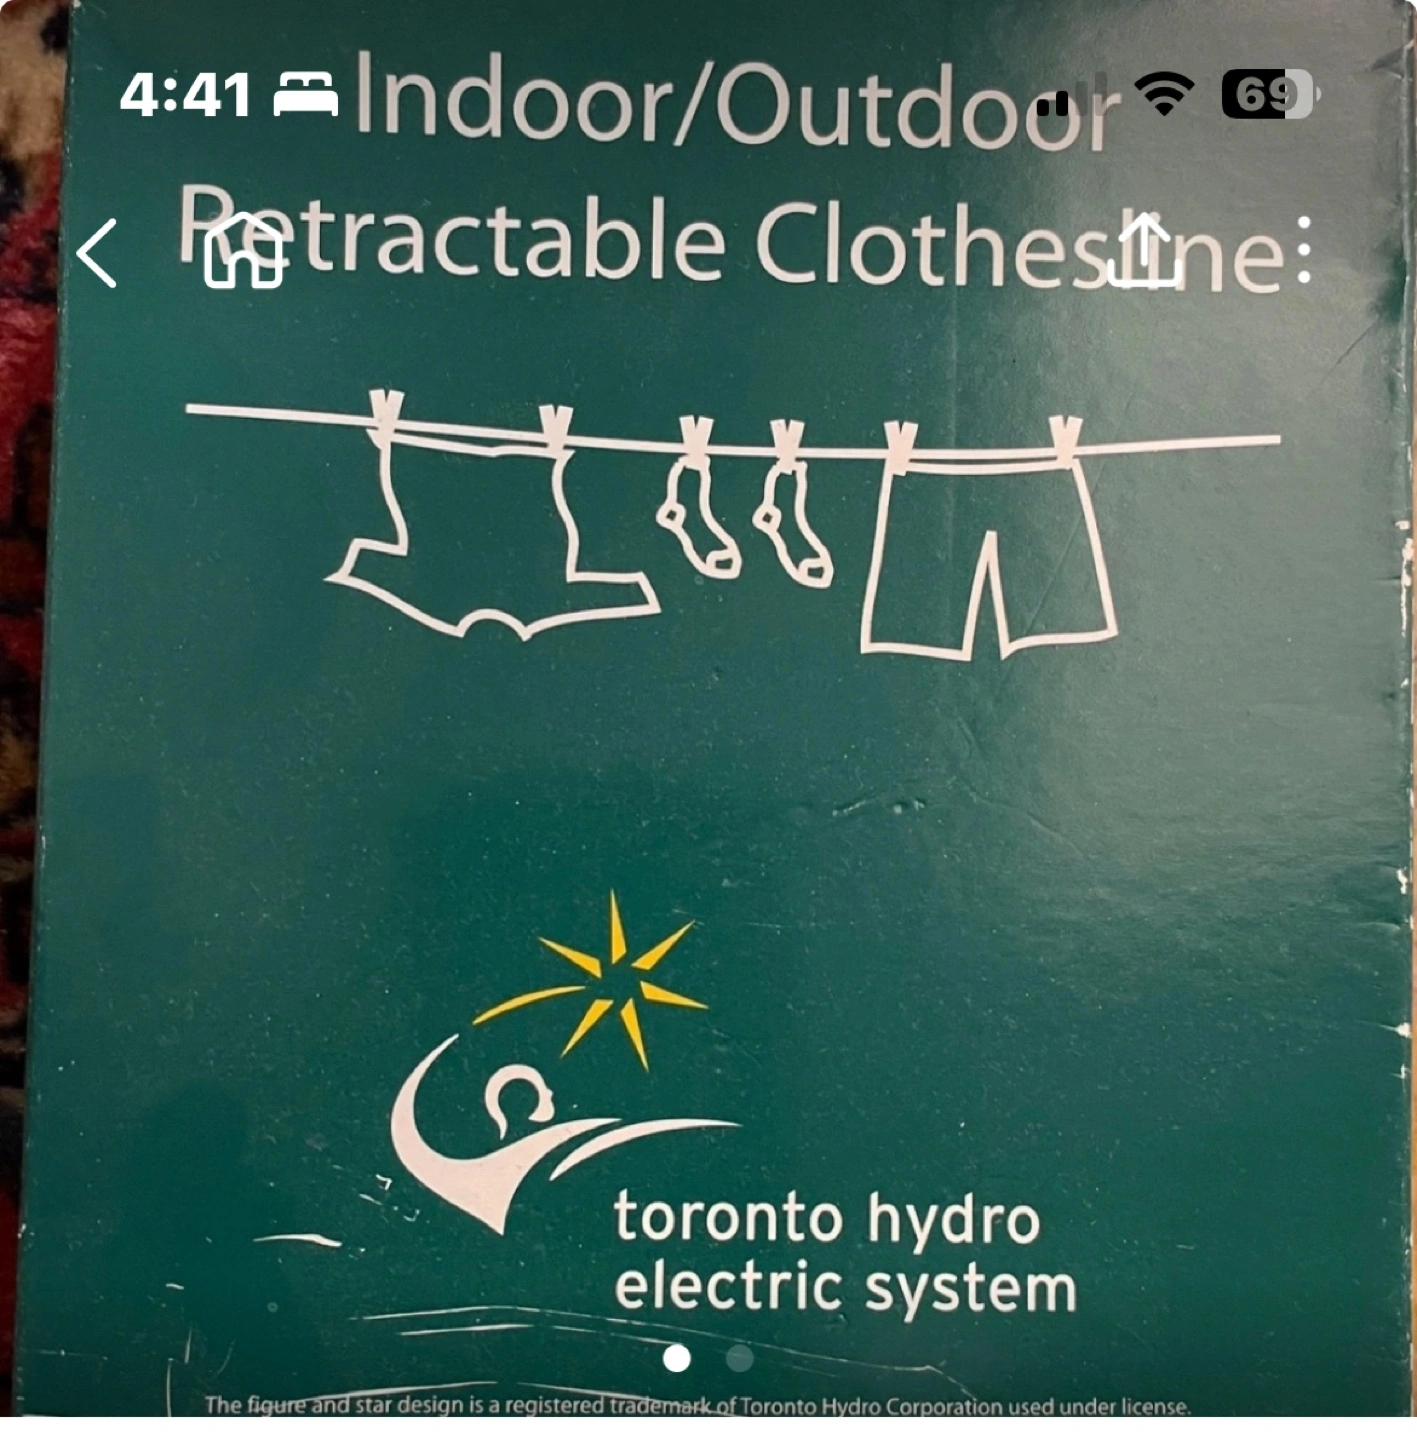 4:41
69
Indoor/Outdoor
Retractable Clothesline
toronto hydro
electric system
The figure and star design is a registered trademark of Toronto Hydro Corporation used under license.